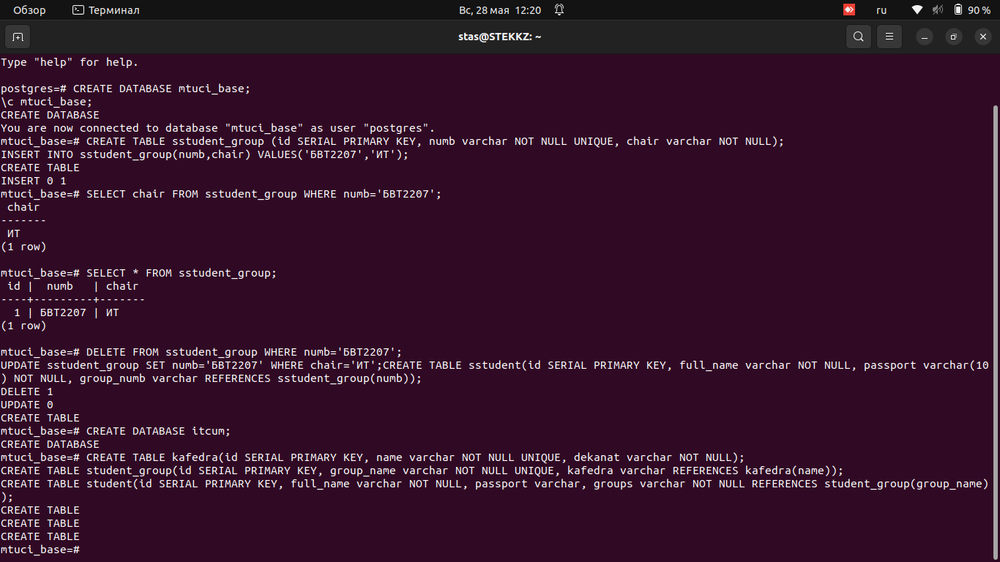 Обзор Терминал Вс, 28 мая 12:20 ru 90 %
stas@STEKKZ: ~
Type "help" for help.
postgres=# CREATE DATABASE mtuci_base;
\c mtuci_base;
CREATE DATABASE
You are now connected to database "mtuci_base" as user "postgres".
mtuci_base=# CREATE TABLE sstudent_group (id SERIAL PRIMARY KEY, numb varchar NOT NULL UNIQUE, chair varchar NOT NULL);
INSERT INTO sstudent_group(numb,chair) VALUES('БВТ2207','ИТ');
CREATE TABLE
INSERT 0 1
mtuci_base=# SELECT chair FROM sstudent_group WHERE numb='БВТ2207';
 chair
-------
 ИТ
(1 row)
mtuci_base=# SELECT * FROM sstudent_group;
 id |  numb   | chair
----+---------+-------
  1 | БВТ2207 | ИТ
(1 row)
mtuci_base=# DELETE FROM sstudent_group WHERE numb='БВТ2207';
UPDATE sstudent_group SET numb='БВТ2207' WHERE chair='ИТ';CREATE TABLE sstudent(id SERIAL PRIMARY KEY, full_name varchar NOT NULL, passport varchar(10
) NOT NULL, group_numb varchar REFERENCES sstudent_group(numb));
DELETE 1
UPDATE 0
CREATE TABLE
mtuci_base=# CREATE DATABASE itcum;
CREATE DATABASE
mtuci_base=# CREATE TABLE kafedra(id SERIAL PRIMARY KEY, name varchar NOT NULL UNIQUE, dekanat varchar NOT NULL);
CREATE TABLE student_group(id SERIAL PRIMARY KEY, group_name varchar NOT NULL UNIQUE, kafedra varchar REFERENCES kafedra(name));
CREATE TABLE student(id SERIAL PRIMARY KEY, full_name varchar NOT NULL, passport varchar, groups varchar NOT NULL REFERENCES student_group(group_name)
);
CREATE TABLE
CREATE TABLE
CREATE TABLE
mtuci_base=#